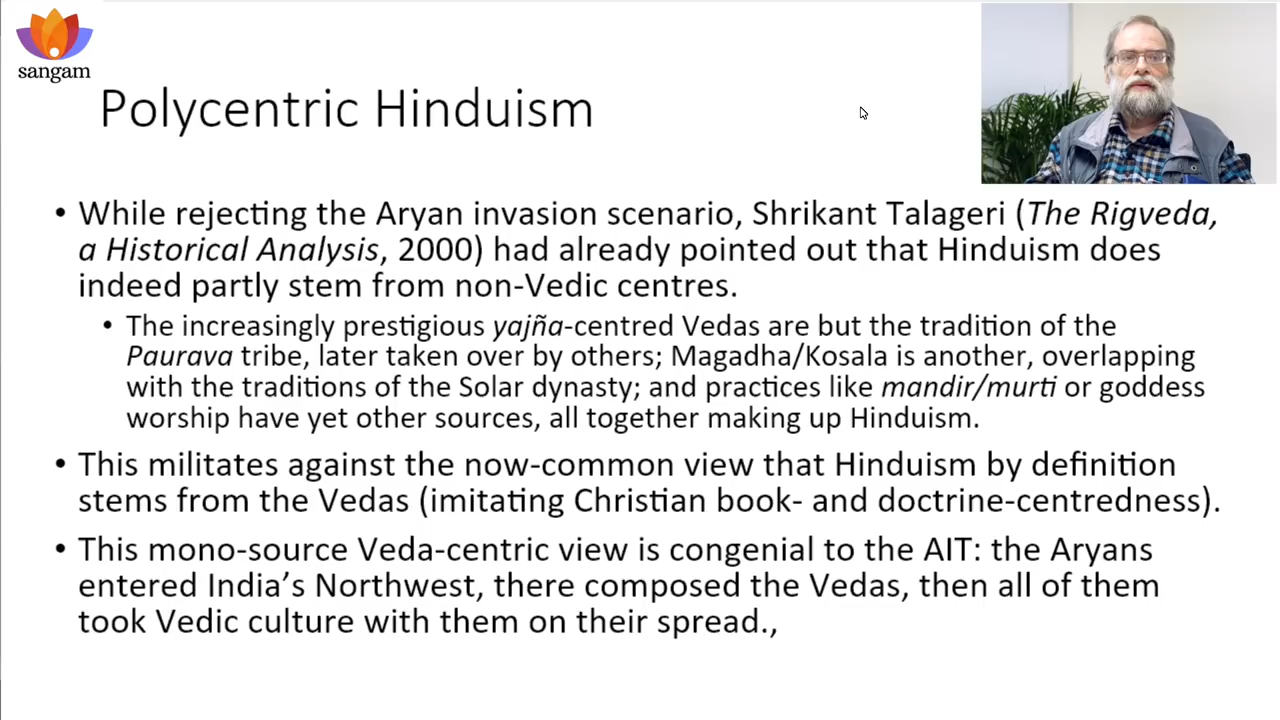 sangam
Polycentric Hinduism
• While rejecting the Aryan invasion scenario, Shrikant Talageri (The Rigveda,
a Historical Analysis, 2000) had already pointed out that Hinduism does
indeed partly stem from non-Vedic centres.
• The increasingly prestigious yajña-centred Vedas are but the tradition of the
Paurava tribe, later taken over by others; Magadha/Kosala is another, overlapping
with the traditions of the Solar dynasty; and practices like mandir/murti or goddess
worship have yet other sources, all together making up Hinduism.
• This militates against the now-common view that Hinduism by definition
stems from the Vedas (imitating Christian book- and doctrine-centredness).
• This mono-source Veda-centric view is congenial to the AIT: the Aryans
entered India’s Northwest, there composed the Vedas, then all of them
took Vedic culture with them on their spread.,